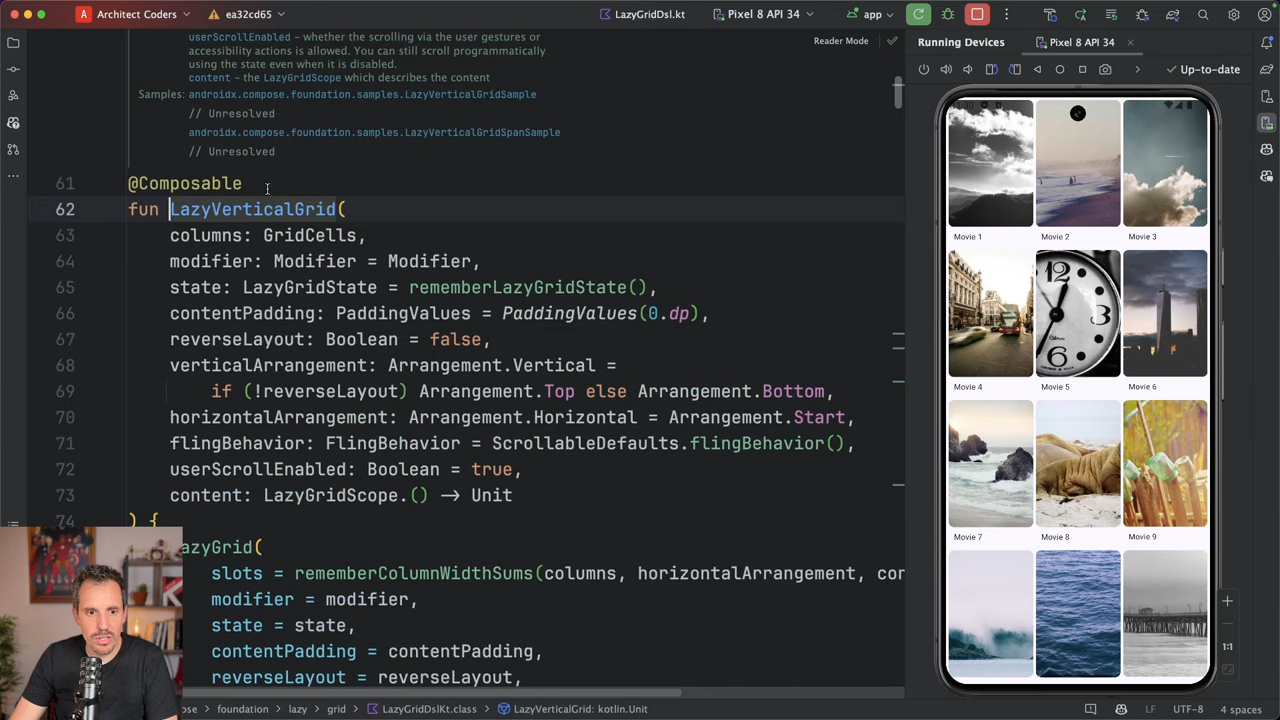 Architect Coders
ea32cd65
LazyGridDsl.kt
Pixel 8 API 34
app
userScrollEnabled – whether the scrolling via the user gestures or
accessibility actions is allowed. You can still scroll programmatically
using the state even when it is disabled.
content – the LazyGridScope which describes the content
Samples: androidx.compose.foundation.samples.LazyVerticalGridSample
// Unresolved
androidx.compose.foundation.samples.LazyVerticalGridSpanSample
// Unresolved
Reader Mode
61 @Composable
62 fun LazyVerticalGrid(
63 columns: GridCells,
64 modifier: Modifier = Modifier,
65 state: LazyGridState = rememberLazyGridState(),
66 contentPadding: PaddingValues = PaddingValues(0.dp),
67 reverseLayout: Boolean = false,
68 verticalArrangement: Arrangement.Vertical =
69 if (!reverseLayout) Arrangement.Top else Arrangement.Bottom,
70 horizontalArrangement: Arrangement.Horizontal = Arrangement.Start,
71 flingBehavior: FlingBehavior = ScrollableDefaults.flingBehavior(),
72 userScrollEnabled: Boolean = true,
73 content: LazyGridScope.() → Unit
74 ) {
azyGrid(
slots = rememberColumnWidthSums(columns, horizontalArrangement, con
modifier = modifier,
state = state,
contentPadding = contentPadding,
reverseLayout = reverseLayout,
Running Devices
Pixel 8 API 34
Up-to-date
Movie 1
Movie 2
Movie 3
12
3
6
Movie 4
Movie 5
Movie 6
Movie 7
Movie 8
Movie 9
1:1
ose
foundation
lazy
grid
LazyGridDslKt.class
LazyVerticalGrid: kotlin.Unit
LF
UTF-8
4 spaces